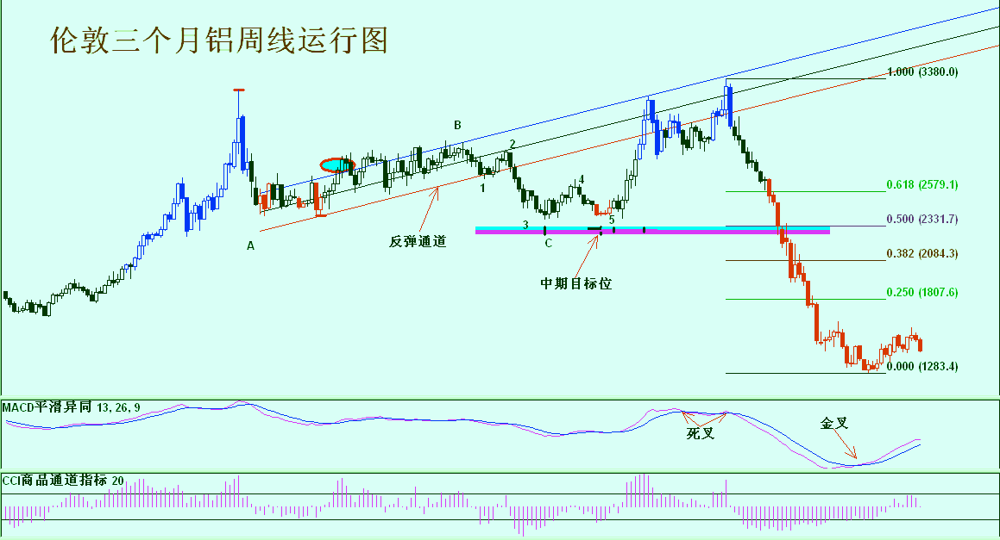 伦敦三个月铝周线运行图
1.000 (3380.0)
B
2
1
4
0.618 (2579.1)
3
5
0.500 (2331.7)
A
反弹通道
C
0.382 (2084.3)
中期目标位
0.250 (1807.6)
0.000 (1283.4)
MACD平滑异同 13, 26, 9
死叉
金叉
CCI商品通道指标 20